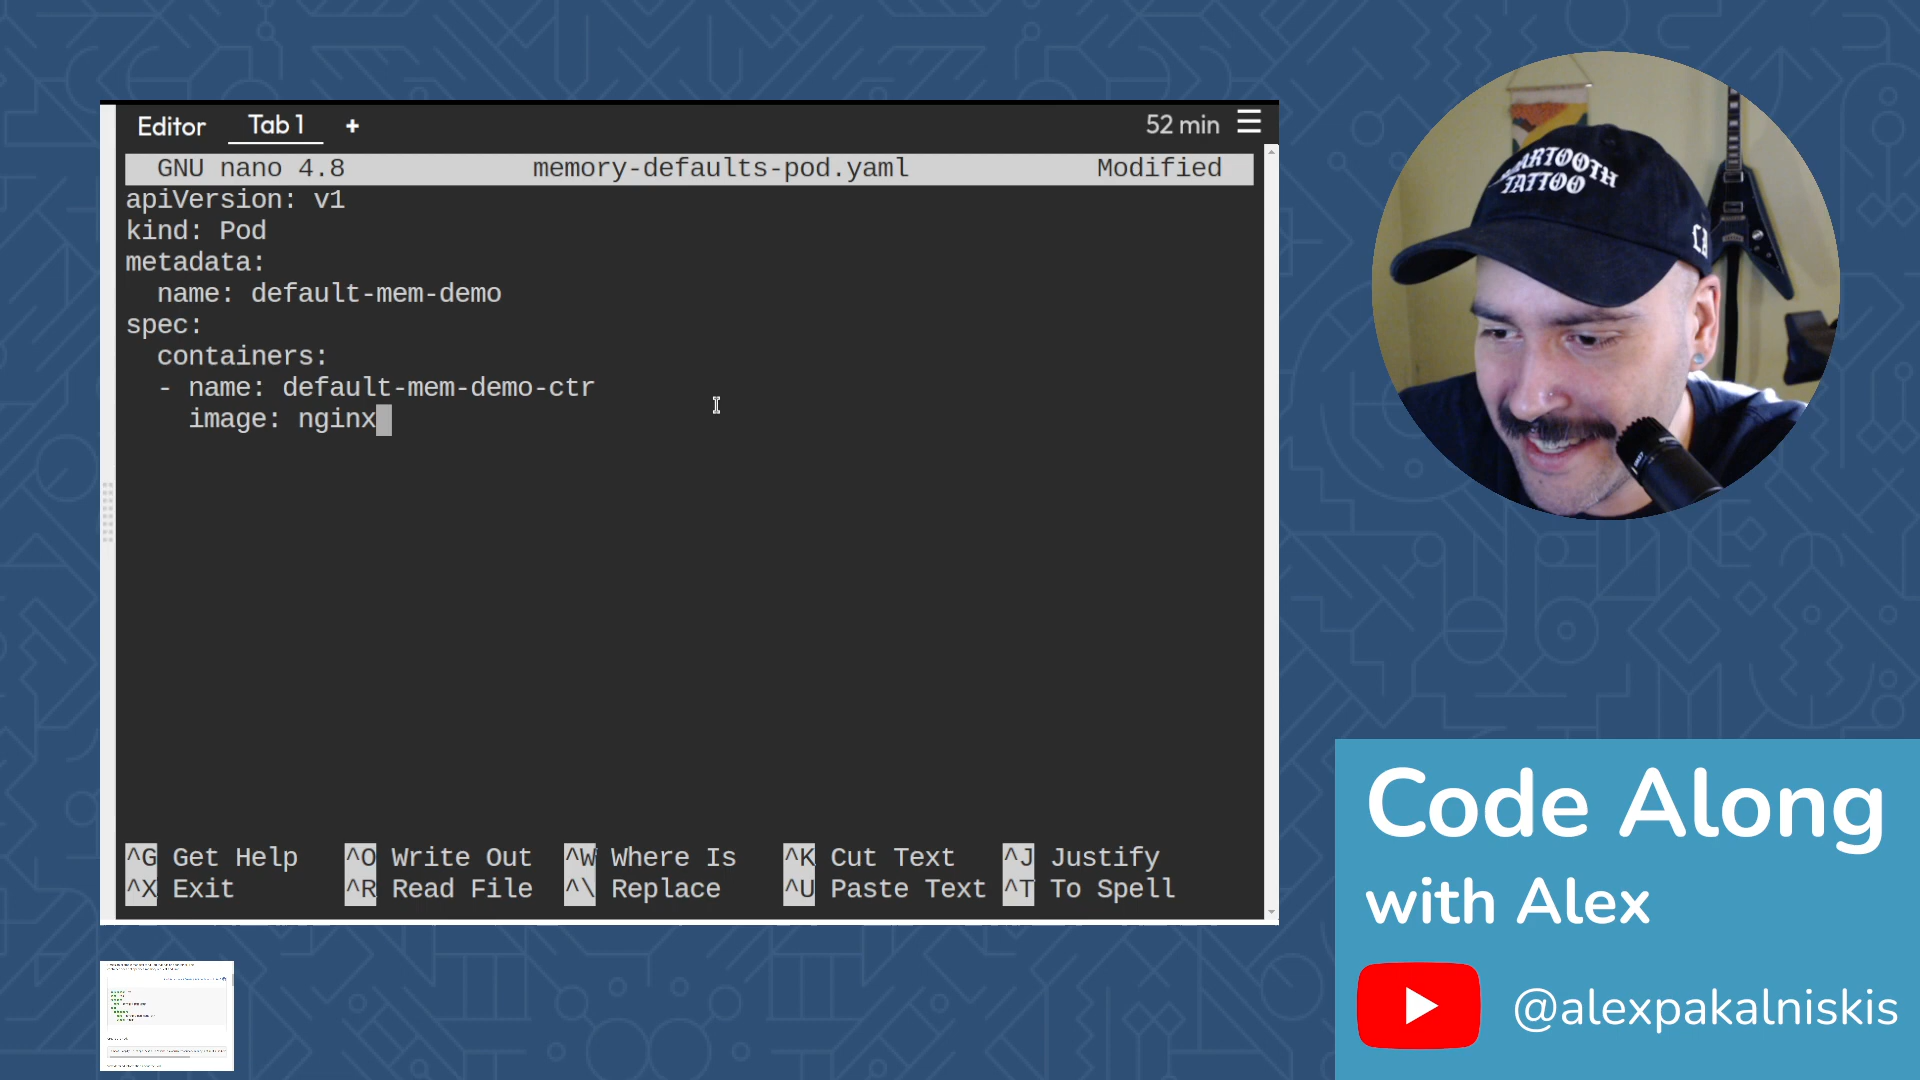 Editor Tab 1 + 52 min
GNU nano 4.8 memory-defaults-pod.yaml Modified
apiVersion: v1
kind: Pod
metadata:
  name: default-mem-demo
spec:
  containers:
  - name: default-mem-demo-ctr
    image: nginx
^G Get Help ^O Write Out ^W Where Is ^K Cut Text ^J Justify
^X Exit ^R Read File ^\ Replace ^U Paste Text ^T To Spell
TATTOO
Code Along
with Alex
@alexpakalniskis